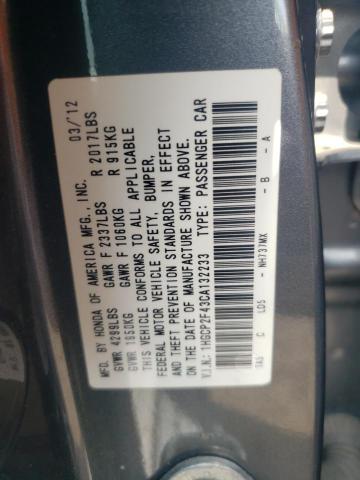 MFD. BY HONDA OF AMERICA MFG., INC. 03/'12
GVWR 4299LBS GAWR F 2337LBS R 2017LBS
GVWR 1950KG GAWR F 1060KG R 915KG
THIS VEHICLE CONFORMS TO ALL APPLICABLE
FEDERAL MOTOR VEHICLE SAFETY, BUMPER,
AND THEFT PREVENTION STANDARDS IN EFFECT
ON THE DATE OF MANUFACTURE SHOWN ABOVE.
V.I.N.: 1HGCP2F43CA132233 TYPE: PASSENGER CAR
TA5 C L05 - NH737MX - B - A